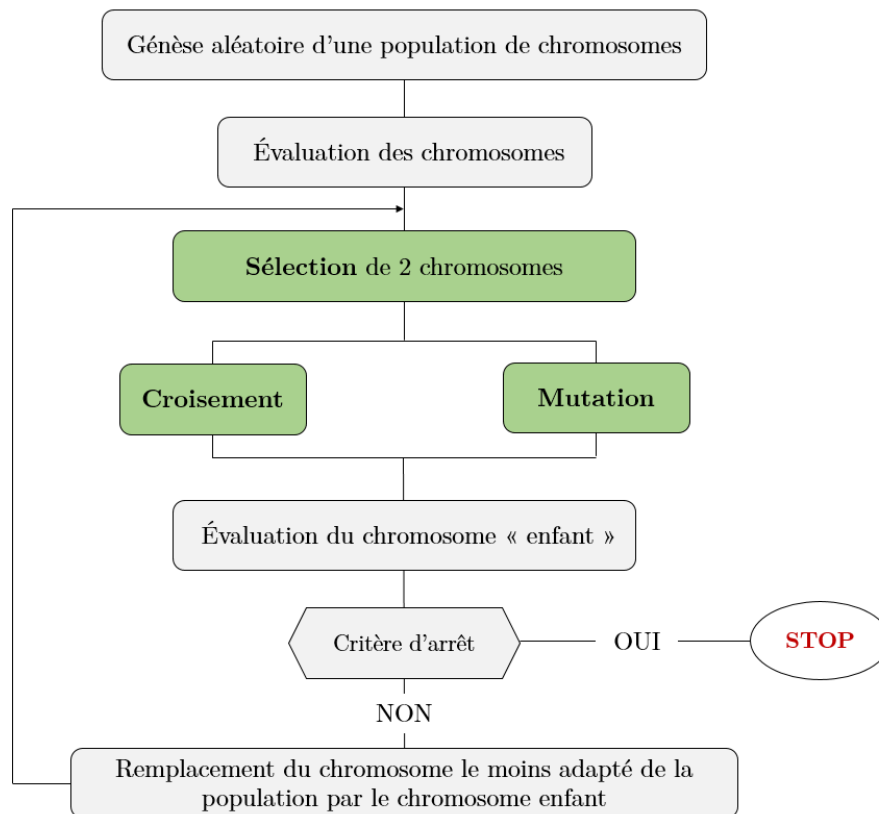 Génèse aléatoire d'une population de chromosomes
Évaluation des chromosomes
Sélection de 2 chromosomes
Croisement
Mutation
Évaluation du chromosome « enfant »
Critère d'arrêt
OUI
STOP
NON
Remplacement du chromosome le moins adapté de la
population par le chromosome enfant